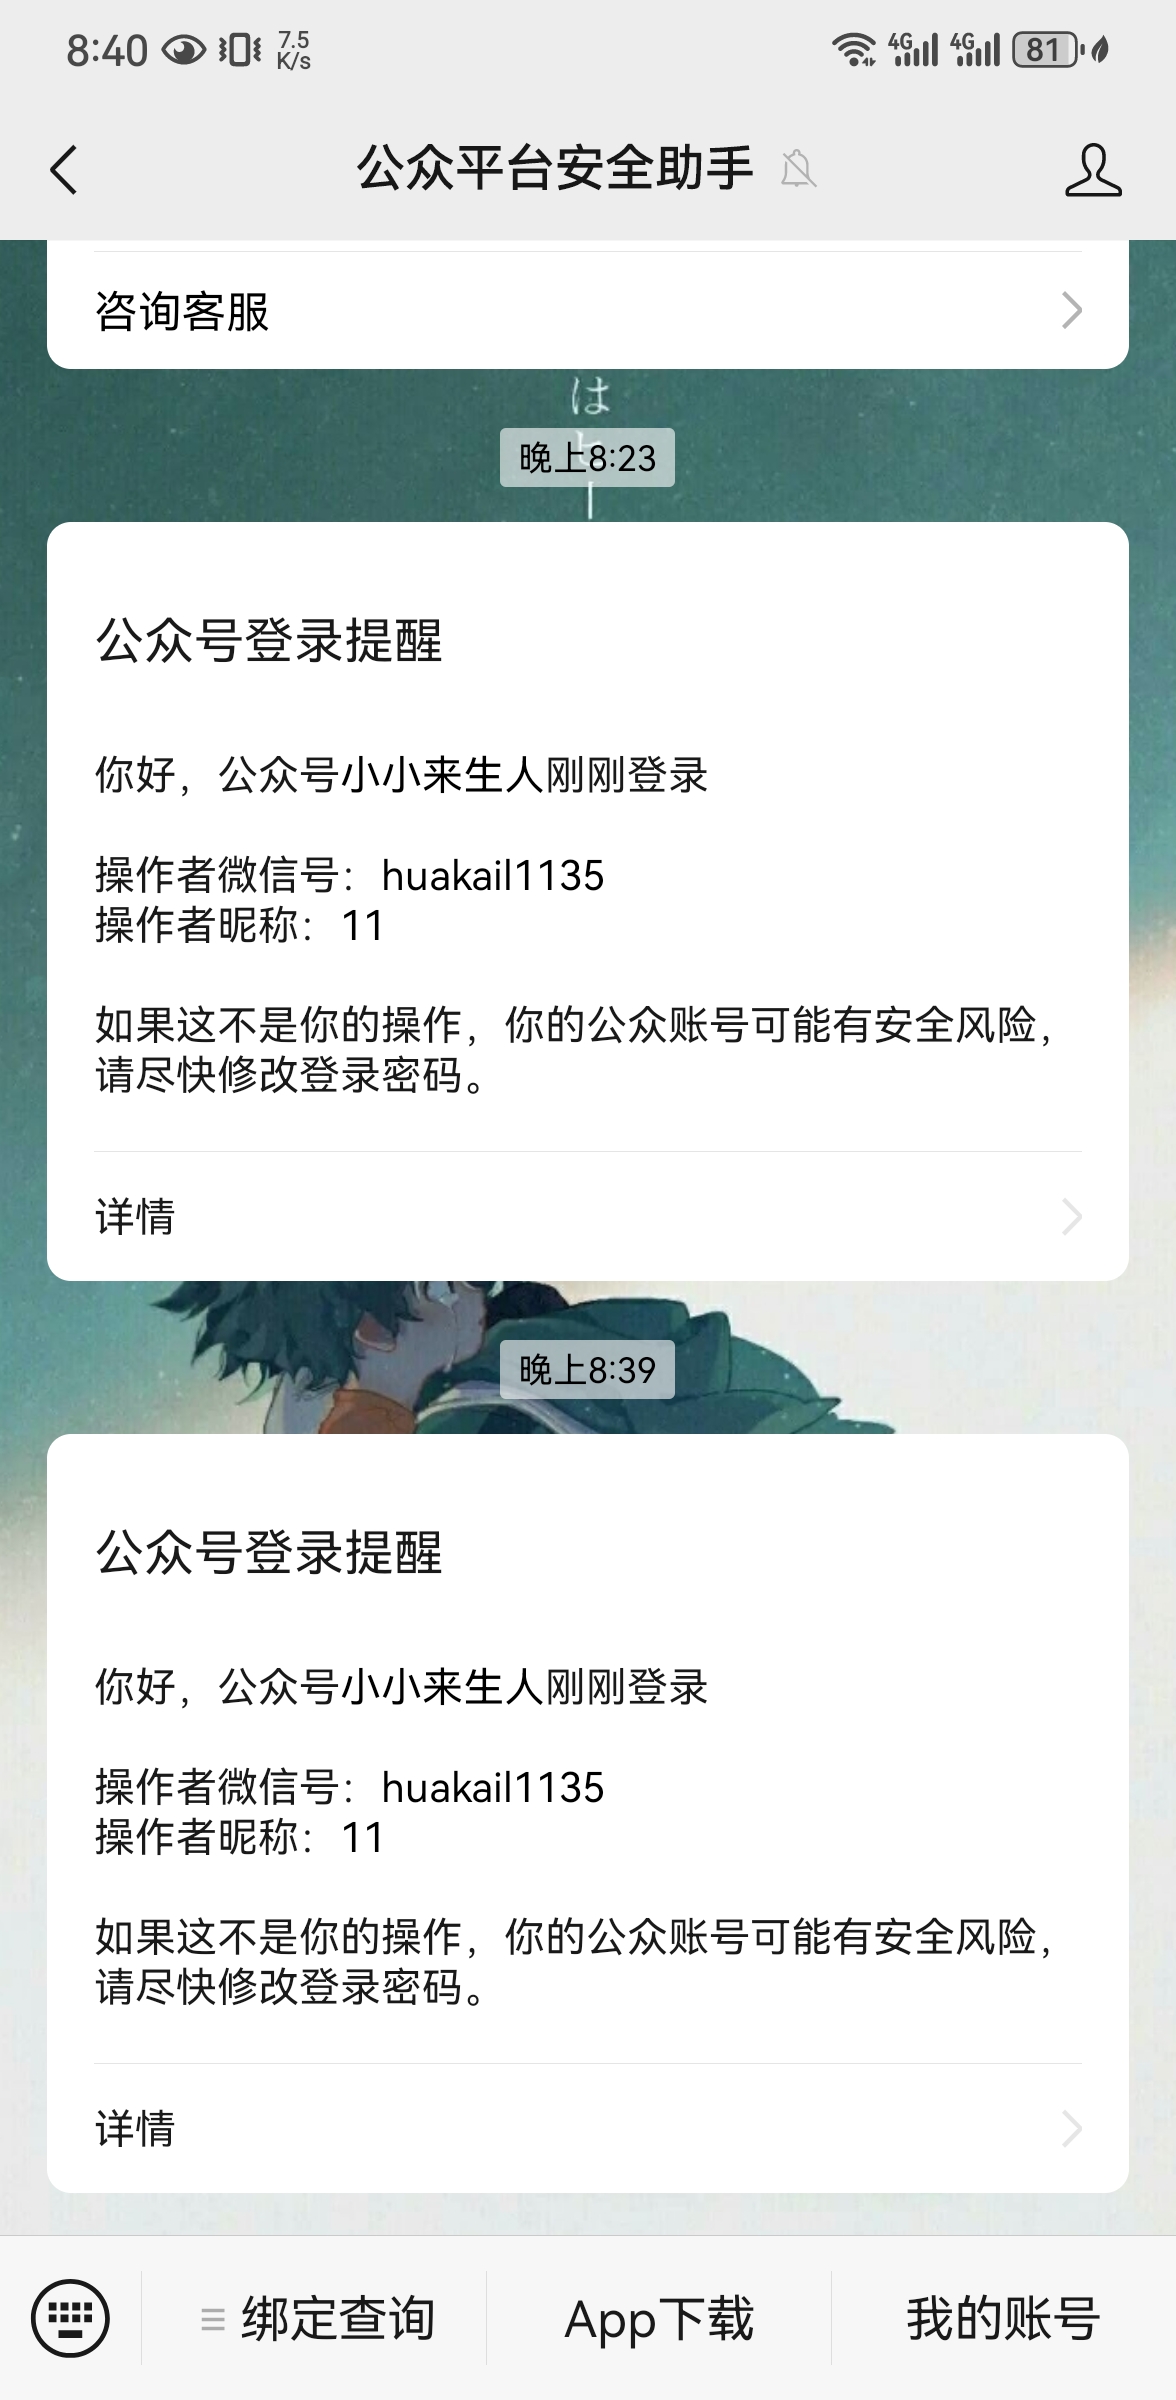 8:40
7.5
K/s
4G
4G
81
公众平台安全助手
咨询客服
は
晚上8:23
公众号登录提醒
你好，公众号小小来生人刚刚登录
操作者微信号：huakail1135
操作者昵称：11
如果这不是你的操作，你的公众账号可能有安全风险，
请尽快修改登录密码。
详情
晚上8:39
公众号登录提醒
你好，公众号小小来生人刚刚登录
操作者微信号：huakail1135
操作者昵称：11
如果这不是你的操作，你的公众账号可能有安全风险，
请尽快修改登录密码。
详情
绑定查询
App下载
我的账号